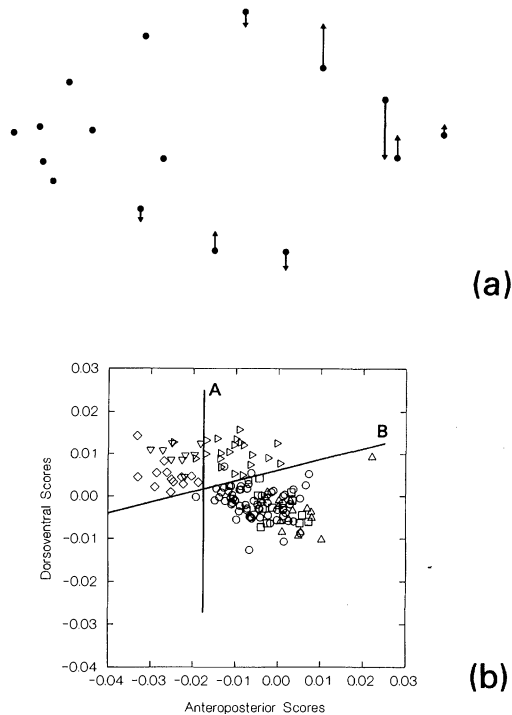 (a)
0.03
0.02
0.01
0.00
−0.01
−0.02
−0.03
−0.04
Dorsoventral Scores
A
B
−0.04 −0.03 −0.02 −0.01 0.00 0.01 0.02 0.03
Anteroposterior Scores
(b)